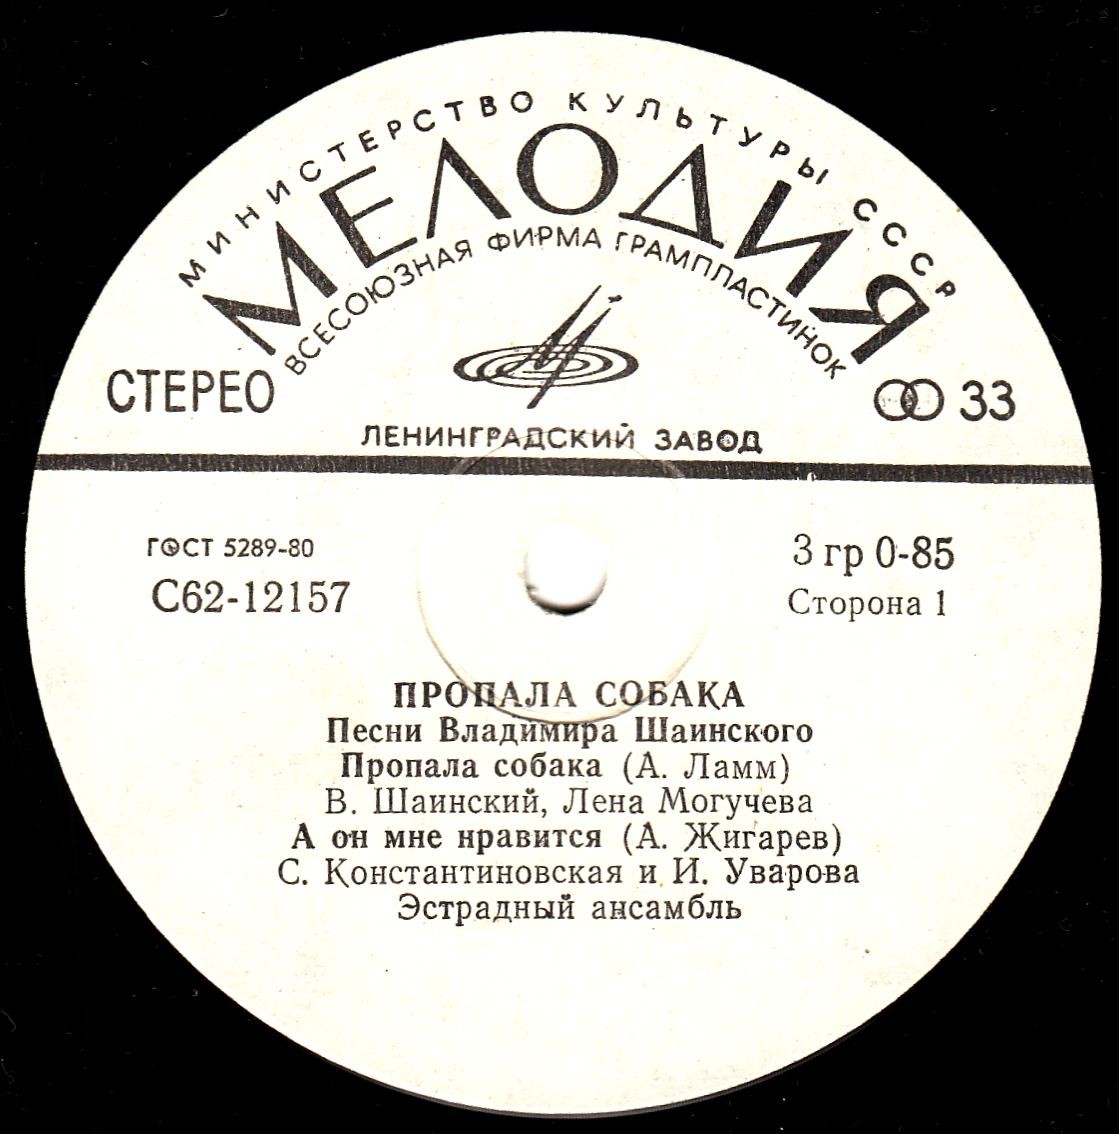 МИНИСТЕРСТВО КУЛЬТУРЫ СССР
МЕЛОДИЯ
ВСЕСОЮЗНАЯ ФИРМА ГРАМПЛАСТИНОК
СТЕРЕО
33
ЛЕНИНГРАДСКИЙ ЗАВОД
ГОСТ 5289-80
С62-12157
3 гр 0-85
Сторона 1
ПРОПАЛА СОБАКА
Песни Владимира Шаинского
Пропала собака (А. Ламм)
В. Шаинский, Лена Могучева
А он мне нравится (А. Жигарев)
С. Константиновская и И. Уварова
Эстрадный ансамбль